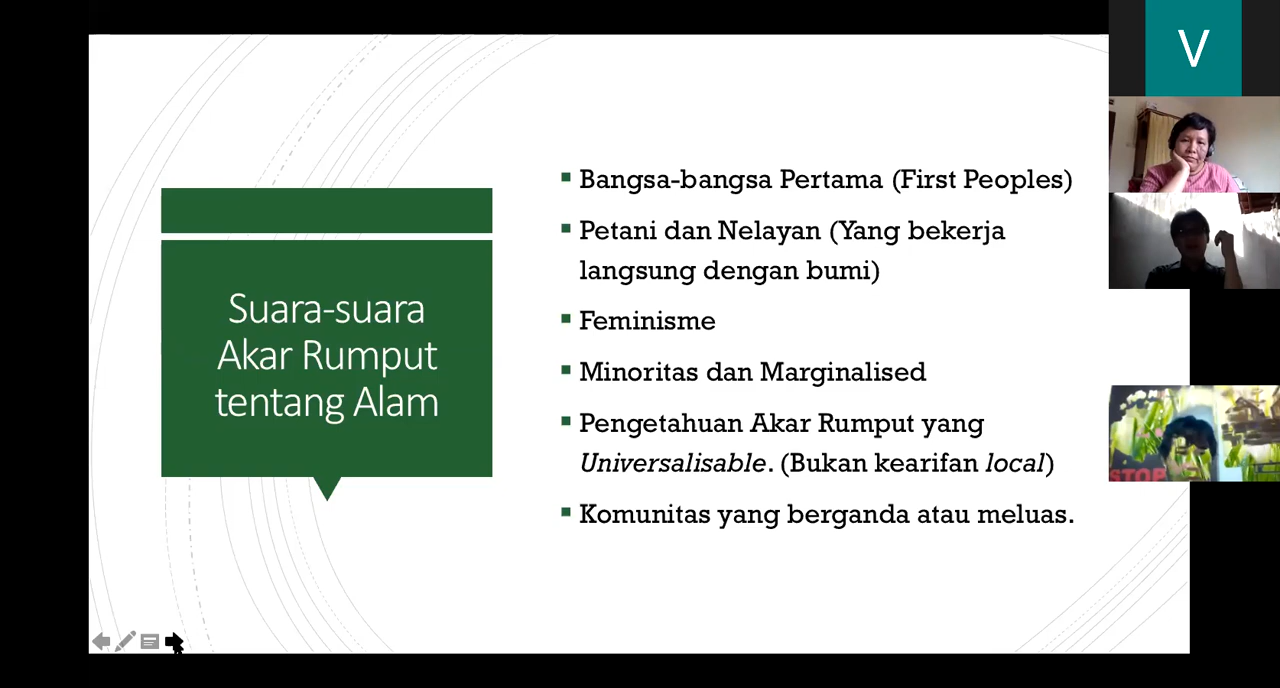 V
Suara-suara
Akar Rumput
tentang Alam
Bangsa-bangsa Pertama (First Peoples)
Petani dan Nelayan (Yang bekerja
langsung dengan bumi)
Feminisme
Minoritas dan Marginalised
Pengetahuan Akar Rumput yang
Universalisable. (Bukan kearifan local)
Komunitas yang berganda atau meluas.
STOP